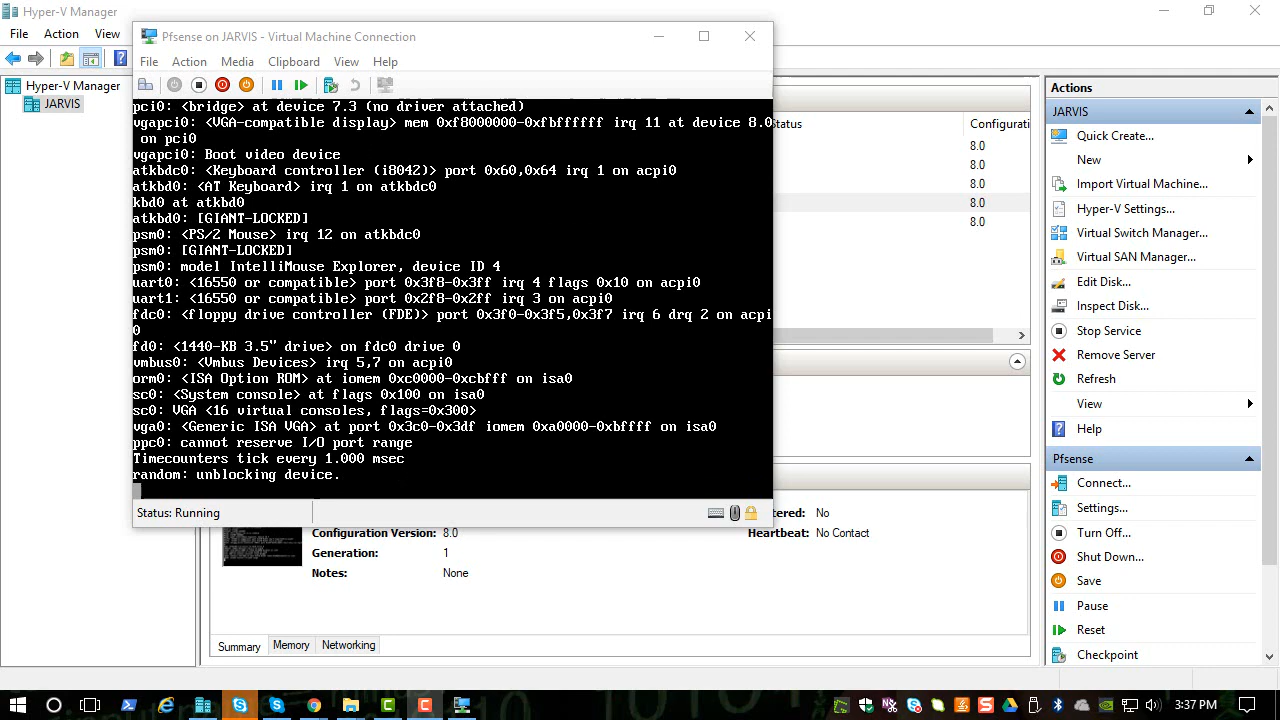 Hyper-V Manager
File Action View
Hyper-V Manager
JARVIS
Pfsense on JARVIS - Virtual Machine Connection
File Action Media Clipboard View Help
pci0: <bridge> at device 7.3 (no driver attached)
vgapci0: <VGA-compatible display> mem 0xf8000000-0xfbffffff irq 11 at device 8.0
on pci0
vgapci0: Boot video device
atkbdc0: <Keyboard controller (i8042)> port 0x60,0x64 irq 1 on acpi0
atkbd0: <AT Keyboard> irq 1 on atkbdc0
kbd0 at atkbd0
atkbd0: [GIANT-LOCKED]
psm0: <PS/2 Mouse> irq 12 on atkbdc0
psm0: [GIANT-LOCKED]
psm0: model IntelliMouse Explorer, device ID 4
uart0: <16550 or compatible> port 0x3f8-0x3ff irq 4 flags 0x10 on acpi0
uart1: <16550 or compatible> port 0x2f8-0x2ff irq 3 on acpi0
fdc0: <floppy drive controller (FDE)> port 0x3f0-0x3f5,0x3f7 irq 6 drq 2 on acpi
0
fd0: <1440-KB 3.5" drive> on fdc0 drive 0
vmbus0: <Vmbus Devices> irq 5,7 on acpi0
orm0: <ISA Option ROM> at iomem 0xc0000-0xcbfff on isa0
sc0: <System console> at flags 0x100 on isa0
sc0: VGA <16 virtual consoles, flags=0x300>
vga0: <Generic ISA VGA> at port 0x3c0-0x3df iomem 0xa0000-0xbffff on isa0
ppc0: cannot reserve I/O port range
Timecounters tick every 1.000 msec
random: unblocking device.
Status: Running
Status Configuratio
8.0
8.0
8.0
8.0
8.0
tered: No
Configuration Version: 8.0 Heartbeat: No Contact
Generation: 1
Notes: None
Summary Memory Networking
Actions
JARVIS
Quick Create...
New
Import Virtual Machine...
Hyper-V Settings...
Virtual Switch Manager...
Virtual SAN Manager...
Edit Disk...
Inspect Disk...
Stop Service
Remove Server
Refresh
View
Help
Pfsense
Connect...
Settings...
Turn Off...
Shut Down...
Save
Pause
Reset
Checkpoint
3:37 PM